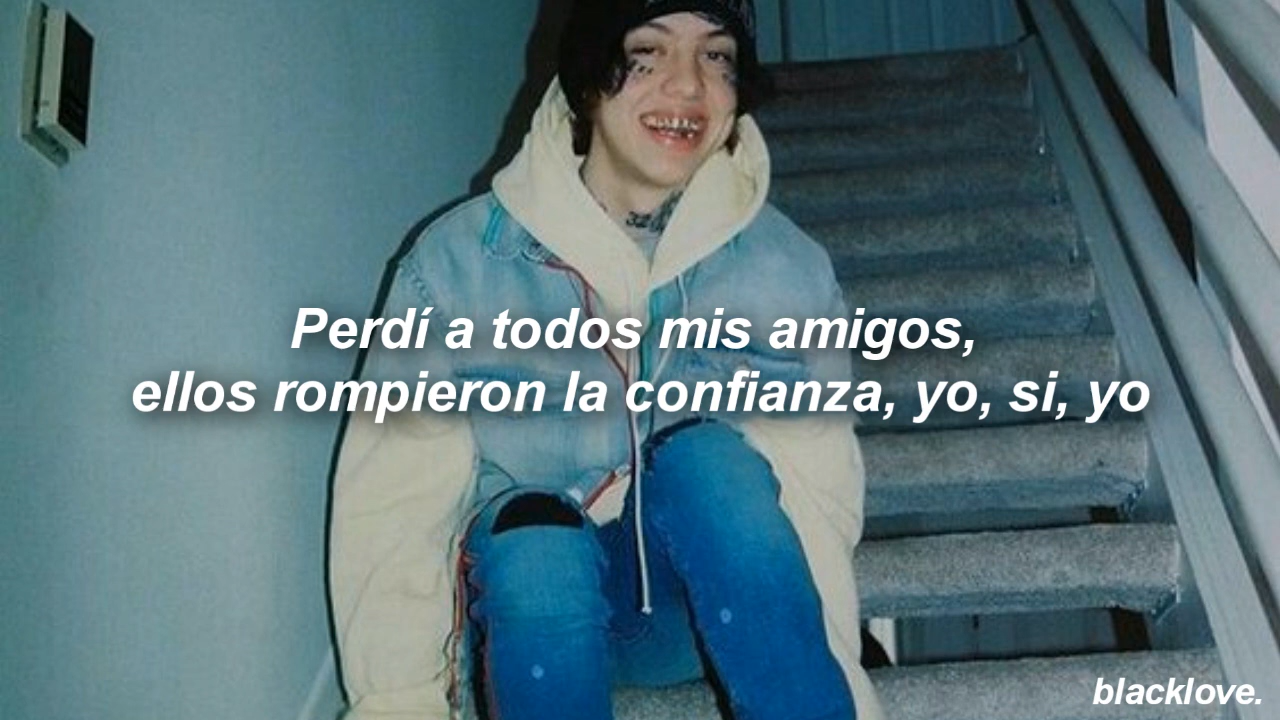 Perdí a todos mis amigos,
ellos rompieron la confianza, yo, si, yo
blacklove.